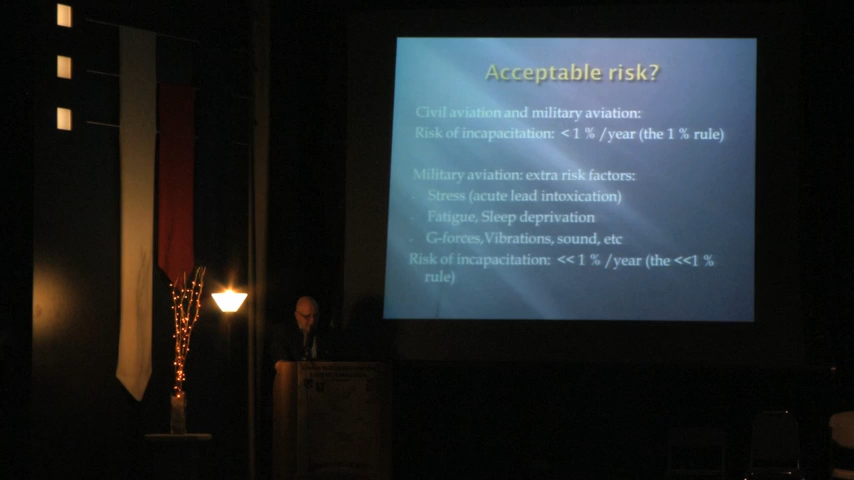 Acceptable risk?
Civil aviation and military aviation:
Risk of incapacitation: < 1 % /year (the 1 % rule)
Military aviation: extra risk factors:
Stress (acute lead intoxication)
Fatigue, Sleep deprivation
G-forces,Vibrations, sound, etc
Risk of incapacitation: << 1 % /year (the <<1 %
rule)